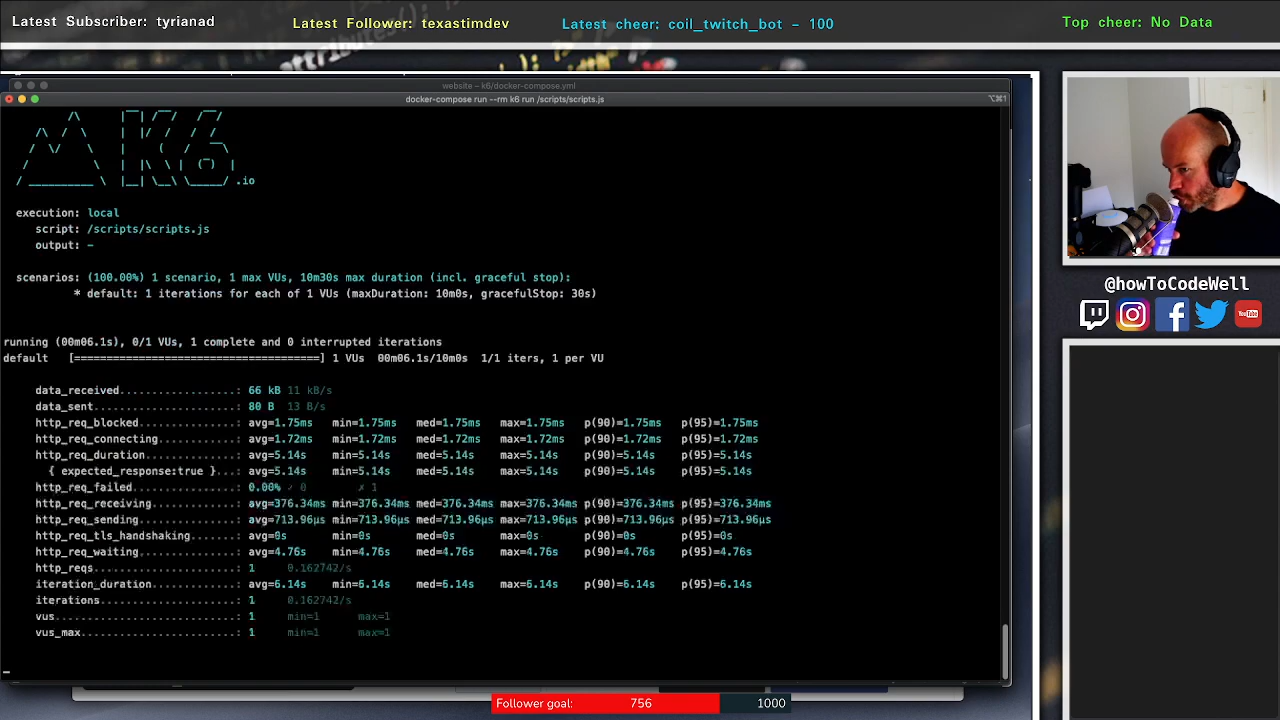 Latest Subscriber: tyrianad
Latest Follower: texastimdev
Latest cheer: coil_twitch_bot - 100
Top cheer: No Data
attributes():
website — k6/docker-compose.yml
docker-compose run --rm k6 run /scripts/scripts.js
⌥⌘1
.io
execution: local
script: /scripts/scripts.js
output: -
scenarios: (100.00%) 1 scenario, 1 max VUs, 10m30s max duration (incl. graceful stop):
* default: 1 iterations for each of 1 VUs (maxDuration: 10m0s, gracefulStop: 30s)
running (00m06.1s), 0/1 VUs, 1 complete and 0 interrupted iterations
default [======================================] 1 VUs 00m06.1s/10m0s 1/1 iters, 1 per VU
data_received..................: 66 kB 11 kB/s
data_sent......................: 80 B 13 B/s
http_req_blocked...............: avg=1.75ms min=1.75ms med=1.75ms max=1.75ms p(90)=1.75ms p(95)=1.75ms
http_req_connecting............: avg=1.72ms min=1.72ms med=1.72ms max=1.72ms p(90)=1.72ms p(95)=1.72ms
http_req_duration..............: avg=5.14s min=5.14s med=5.14s max=5.14s p(90)=5.14s p(95)=5.14s
{ expected_response:true }...: avg=5.14s min=5.14s med=5.14s max=5.14s p(90)=5.14s p(95)=5.14s
http_req_failed................: 0.00% ✓ 0 ✗ 1
http_req_receiving.............: avg=376.34ms min=376.34ms med=376.34ms max=376.34ms p(90)=376.34ms p(95)=376.34ms
http_req_sending...............: avg=713.96µs min=713.96µs med=713.96µs max=713.96µs p(90)=713.96µs p(95)=713.96µs
http_req_tls_handshaking.......: avg=0s min=0s med=0s max=0s p(90)=0s p(95)=0s
http_req_waiting...............: avg=4.76s min=4.76s med=4.76s max=4.76s p(90)=4.76s p(95)=4.76s
http_reqs......................: 1 0.162742/s
iteration_duration.............: avg=6.14s min=6.14s med=6.14s max=6.14s p(90)=6.14s p(95)=6.14s
iterations.....................: 1 0.162742/s
vus............................: 1 min=1 max=1
vus_max........................: 1 min=1 max=1
@howToCodeWell
You Tube
Follower goal: 756 1000